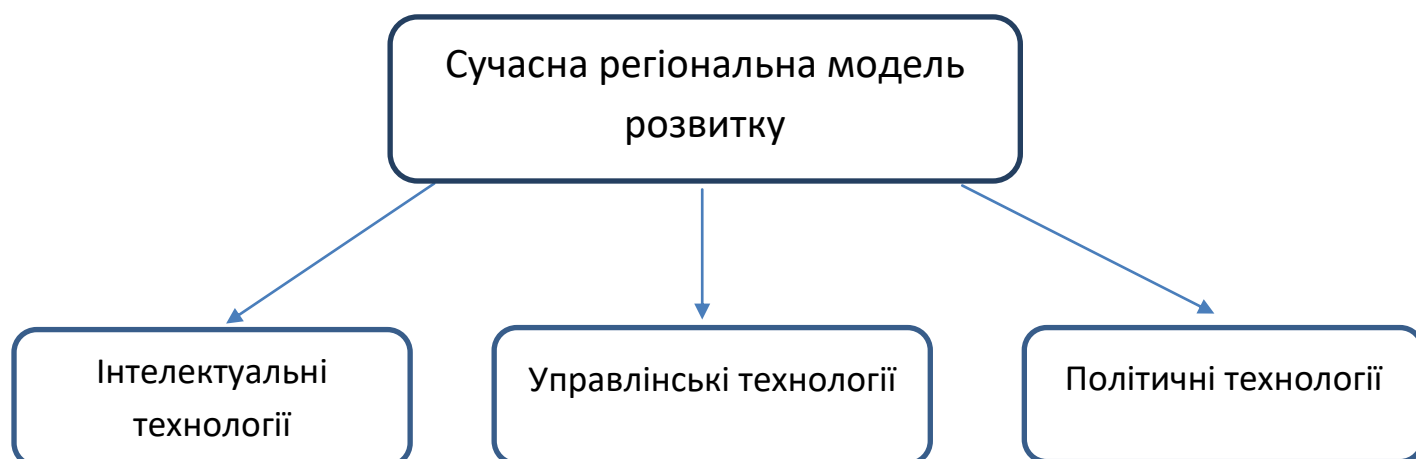 Сучасна регіональна модель
розвитку
Інтелектуальні
технології
Управлінські технології
Політичні технології